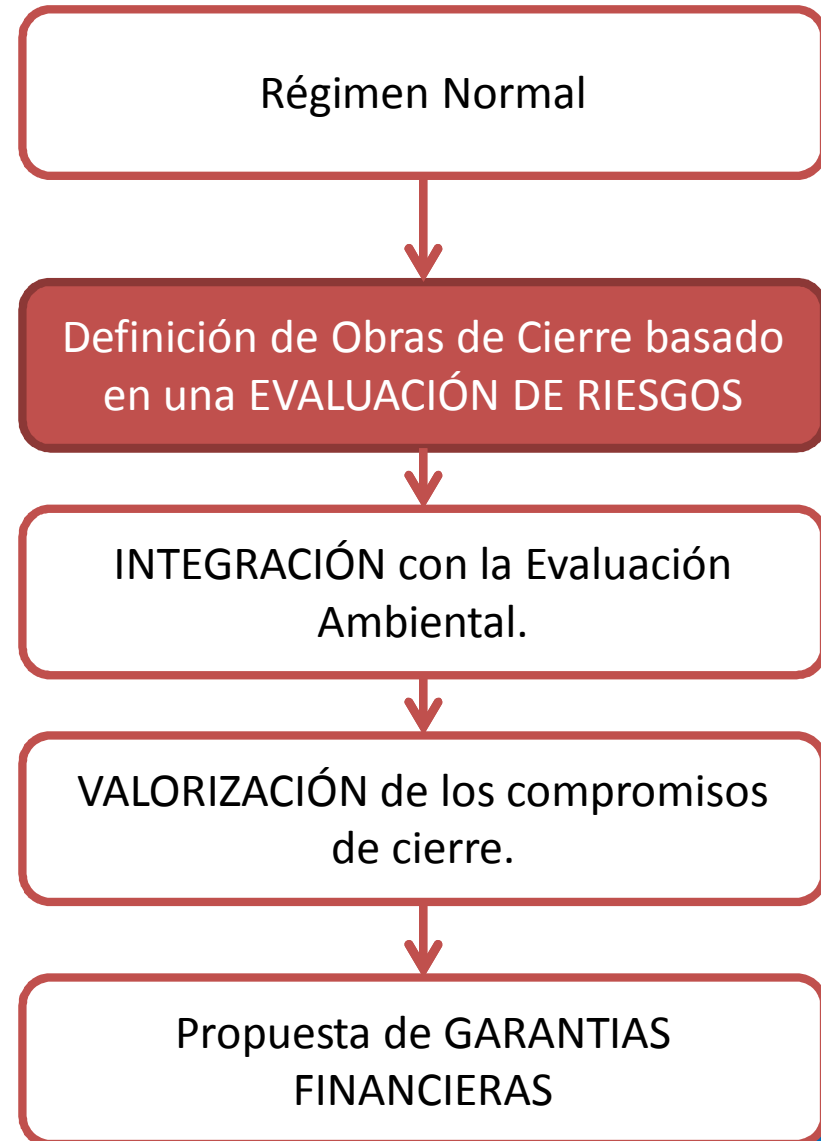 Régimen Normal
Definición de Obras de Cierre basado
en una EVALUACIÓN DE RIESGOS
INTEGRACIÓN con la Evaluación
Ambiental.
VALORIZACIÓN de los compromisos
de cierre.
Propuesta de GARANTIAS
FINANCIERAS